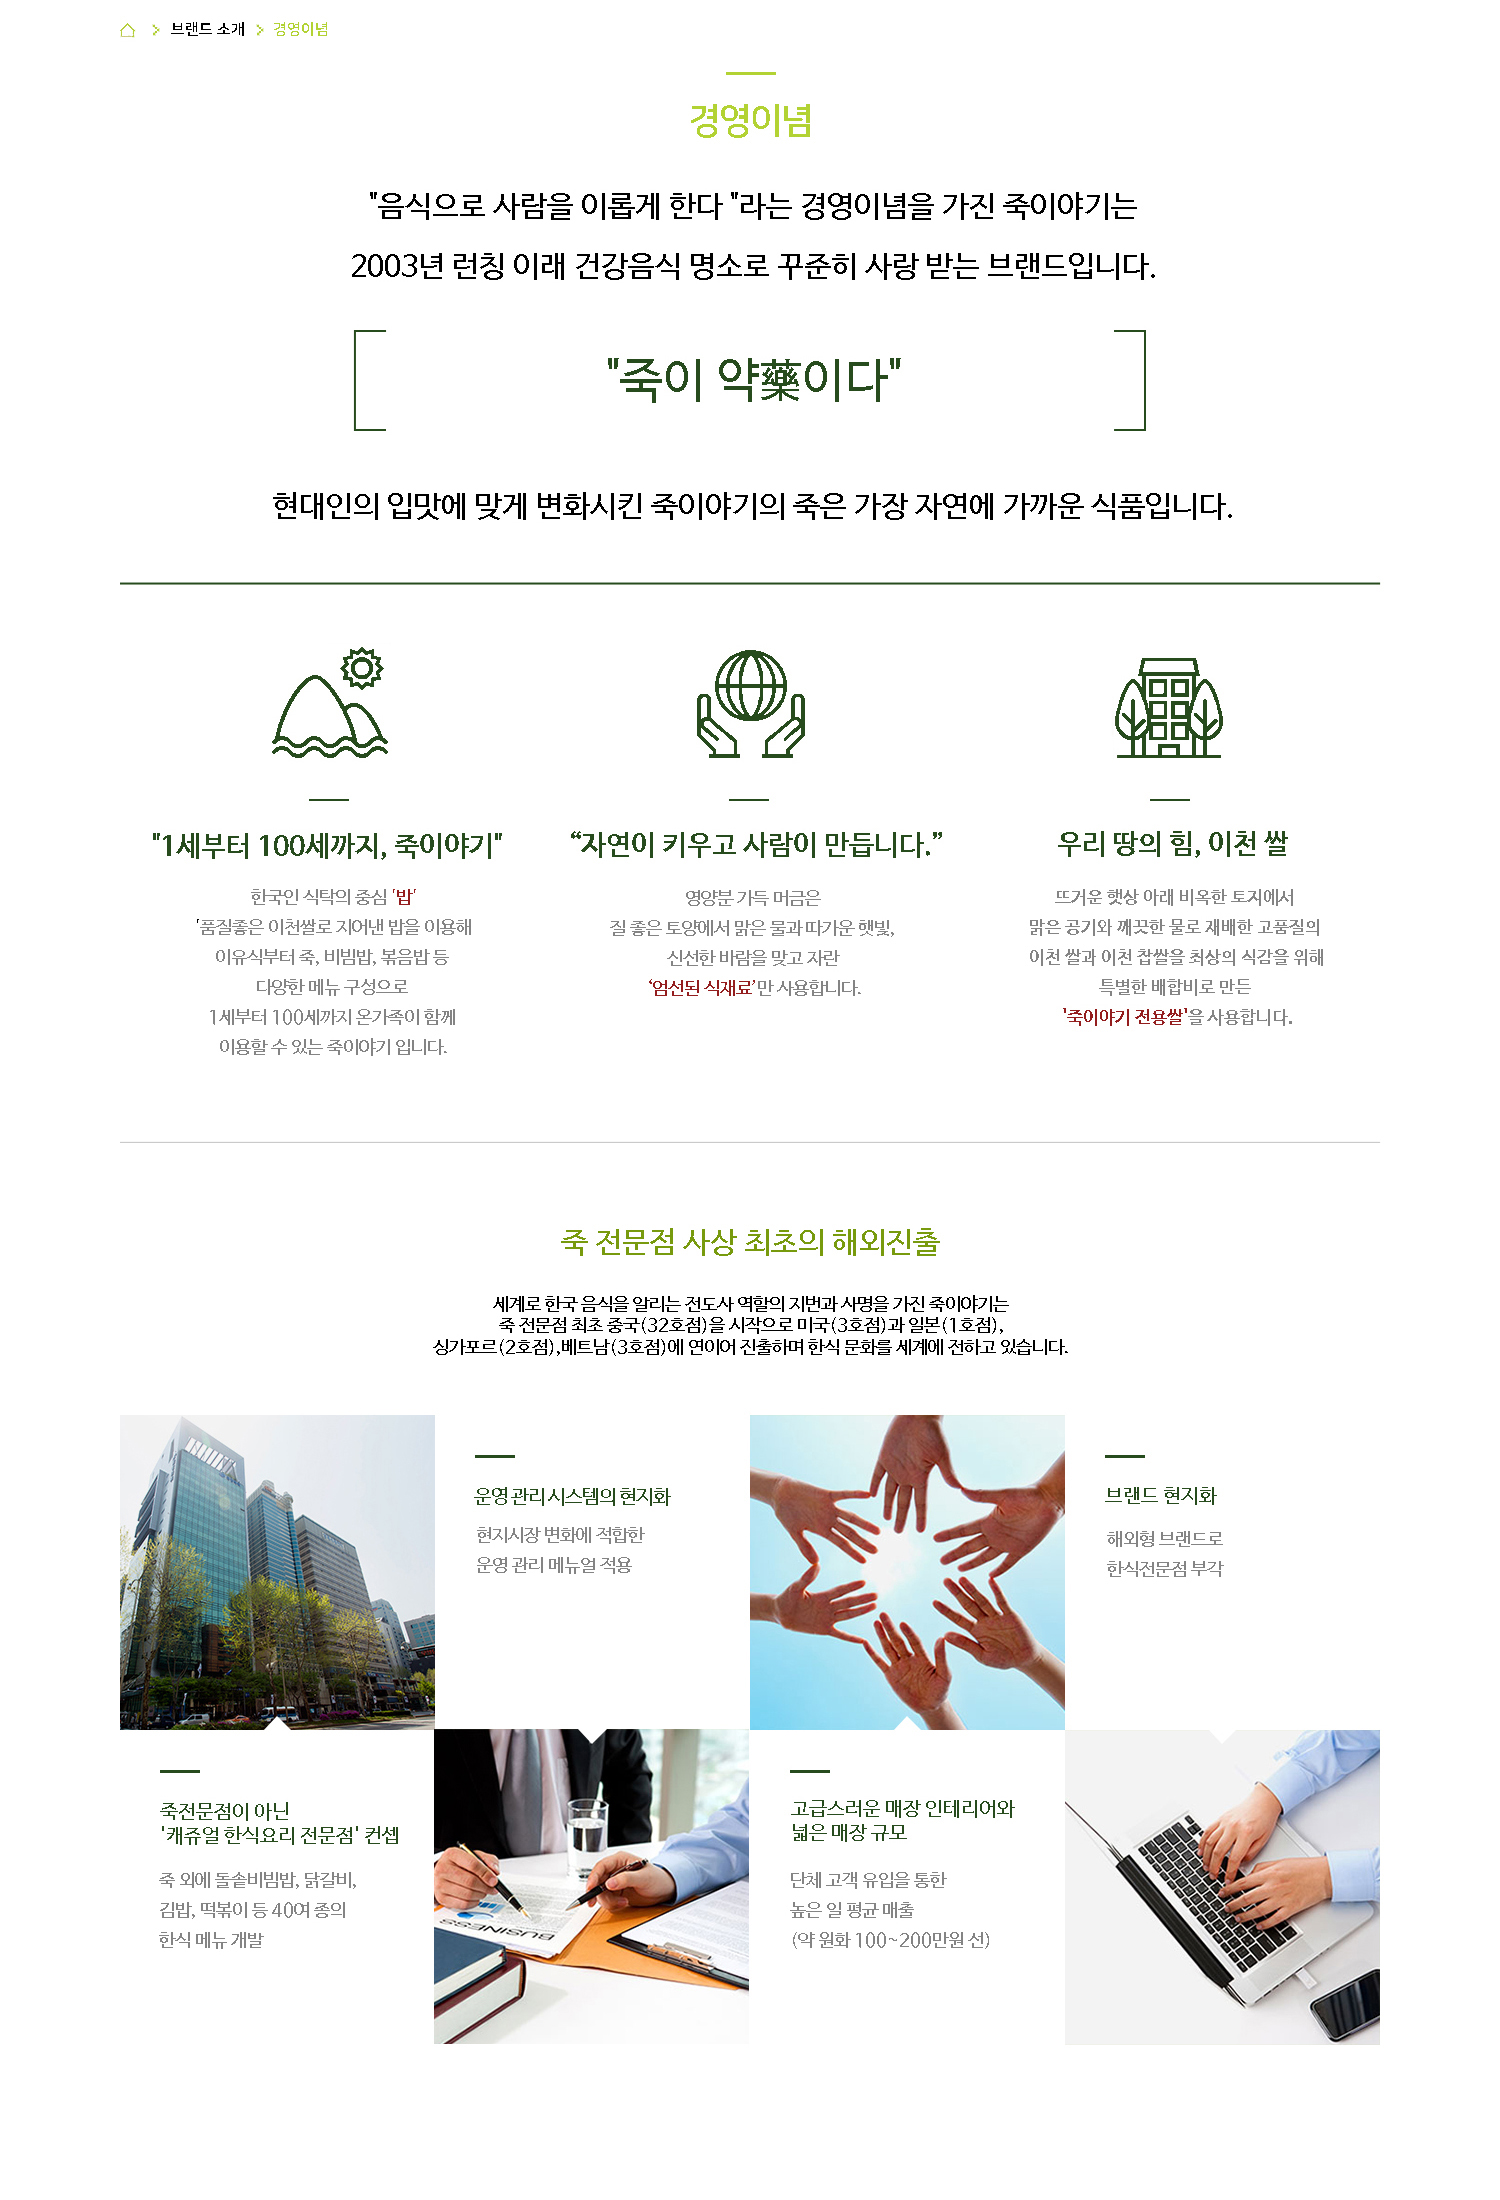 브랜드 소개 경영이념
경영이념
"음식으로 사람을 이롭게 한다 "라는 경영이념을 가진 죽이야기는
2003년 런칭 이래 건강음식 명소로 꾸준히 사랑 받는 브랜드입니다.
"죽이 약藥이다"
현대인의 입맛에 맞게 변화시킨 죽이야기의 죽은 가장 자연에 가까운 식품입니다.
"1세부터 100세까지, 죽이야기"
한국인 식탁의 중심 '밥'
'품질좋은 이천쌀로 지어낸 밥을 이용해
이유식부터 죽, 비빔밥, 볶음밥 등
다양한 메뉴 구성으로
1세부터 100세까지 온가족이 함께
이용할 수 있는 죽이야기 입니다.
“자연이 키우고 사람이 만듭니다.”
영양분 가득 머금은
질 좋은 토양에서 맑은 물과 따가운 햇빛,
신선한 바람을 맞고 자란
‘엄선된 식재료’만 사용합니다.
우리 땅의 힘, 이천 쌀
뜨거운 햇상 아래 비옥한 토지에서
맑은 공기와 깨끗한 물로 재배한 고품질의
이천 쌀과 이천 찹쌀을 최상의 식감을 위해
특별한 배합비로 만든
'죽이야기 전용쌀'을 사용합니다.
죽 전문점 사상 최초의 해외진출
세계로 한국 음식을 알리는 전도사 역할의 지번과 사명을 가진 죽이야기는
죽 전문점 최초 중국(32호점)을 시작으로 미국(3호점)과 일본(1호점),
싱가포르(2호점),베트남(3호점)에 연이어 진출하며 한식 문화를 세계에 전하고 있습니다.
운영 관리 시스템의 현지화
현지시장 변화에 적합한
운영 관리 메뉴얼 적용
브랜드 현지화
해외형 브랜드로
한식전문점 부각
죽전문점이 아닌
'캐쥬얼 한식요리 전문점' 컨셉
죽 외에 돌솥비빔밥, 닭갈비,
김밥, 떡볶이 등 40여 종의
한식 메뉴 개발
BUSINESS
고급스러운 매장 인테리어와
넓은 매장 규모
단체 고객 유입을 통한
높은 일 평균 매출
(약 원화 100~200만원 선)